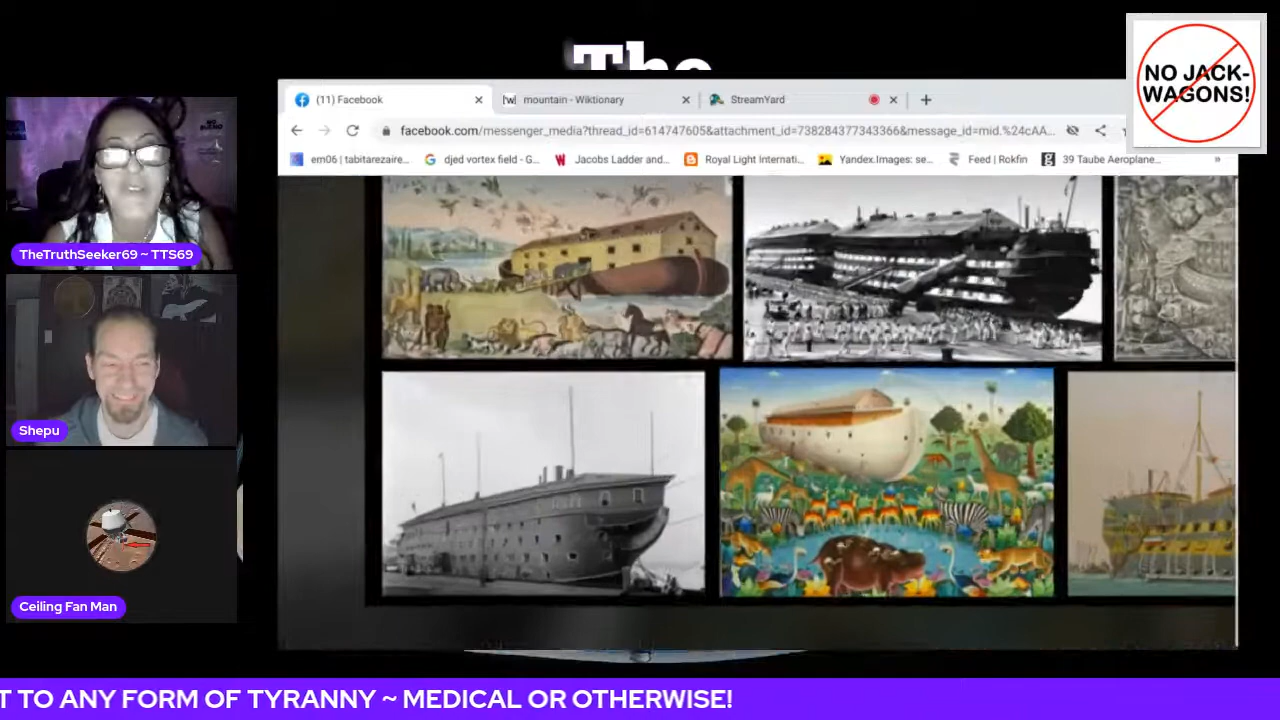 The
NO JACK-
WAGONS!
(11) Facebook
mountain - Wiktionary
StreamYard
facebook.com/messenger_media?thread_id=614747605&attachment_id=738284377343366&message_id=mid.%24cAA...
em06 | tabitarezaire...
djed vortex field - G...
Jacobs Ladder and...
Royal Light Internati...
Yandex.Images: se...
Feed | Rokfin
39 Taube Aeroplane...
»
TheTruthSeeker69 ~ TTS69
Shepu
Ceiling Fan Man
T TO ANY FORM OF TYRANNY ~ MEDICAL OR OTHERWISE!